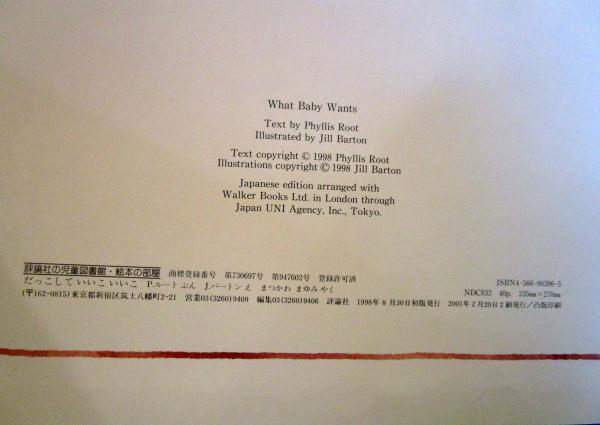 What Baby Wants
Text by Phyllis Root
Illustrated by Jill Barton
Text copyright © 1998 Phyllis Root
Illustrations copyright © 1998 Jill Barton
Japanese edition arranged with
Walker Books Ltd. in London through
Japan UNI Agency, Inc., Tokyo.
評論社の児童図書館・絵本の部屋 商標登録番号 第730697号 第947602号 登録許可済
だっこして いいこ いいこ P.ルート ぶん J.バートン え まつかわ まゆみ やく
ISBN4-566-00396-5
NDC933 40p. 235㎜×270㎜
(〒162-0815)東京都新宿区筑土八幡町2-21 営業03(3260)9409 編集03(3260)9406 評論社 1998年8月30日初版発行 2001年2月20日2刷発行/凸版印刷